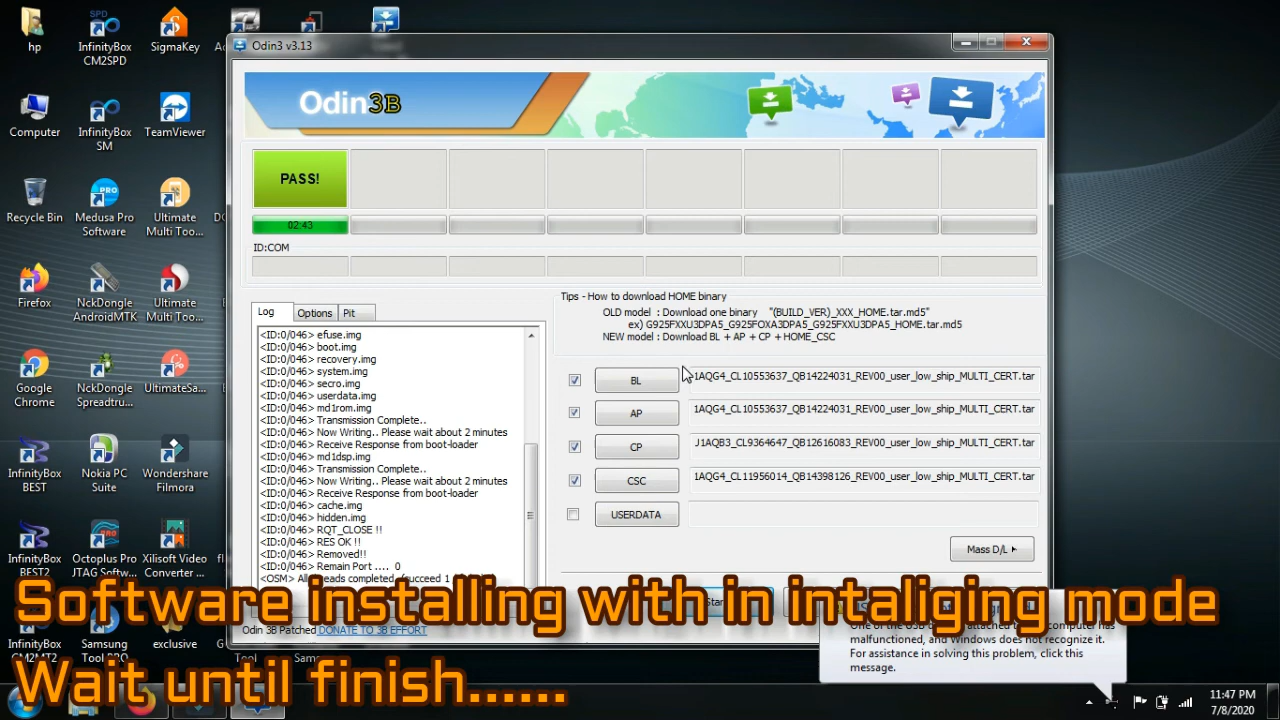 hp
InfinityBox
CM2SPD
SigmaKey
Odin3 v3.13
Odin3B
Computer
InfinityBox
SM
TeamViewer
PASS!
02:43
ID:COM
Recycle Bin
Medusa Pro
Software
Ultimate
Multi Too...
Firefox
NckDongle
AndroidMTK
Ultimate
Multi Too...
Google
Chrome
NckDongle
Spreadtru...
UltimateSa...
InfinityBox
BEST
Nokia PC
Suite
Wondershare
Filmora
InfinityBox
BEST2
Octoplus Pro
JTAG Softw...
Xilisoft Video
Converter ...
InfinityBox
CM2MT2
Samsung
Tool PRO
exclusive
Log
Options
Pit
<ID:0/046> efuse.img
<ID:0/046> boot.img
<ID:0/046> recovery.img
<ID:0/046> system.img
<ID:0/046> secro.img
<ID:0/046> userdata.img
<ID:0/046> md1rom.img
<ID:0/046> Transmission Complete..
<ID:0/046> Now Writing.. Please wait about 2 minutes
<ID:0/046> Receive Response from boot-loader
<ID:0/046> md1dsp.img
<ID:0/046> Transmission Complete..
<ID:0/046> Now Writing.. Please wait about 2 minutes
<ID:0/046> Receive Response from boot-loader
<ID:0/046> cache.img
<ID:0/046> hidden.img
<ID:0/046> RQT_CLOSE !!
<ID:0/046> RES OK !!
<ID:0/046> Removed!!
<ID:0/046> Remain Port .... 0
<OSM> All completed. (succeed 1
Tips - How to download HOME binary
OLD model : Download one binary "(BUILD_VER)_XXX_HOME.tar.md5"
ex) G925FXXU3DPA5_G925FOXA3DPA5_G925FXXU3DPA5_HOME.tar.md5
NEW model : Download BL + AP + CP + HOME_CSC
BL
1AQG4_CL10553637_QB14224031_REV00_user_low_ship_MULTI_CERT.tar
AP
1AQG4_CL10553637_QB14224031_REV00_user_low_ship_MULTI_CERT.tar
CP
J1AQB3_CL9364647_QB12616083_REV00_user_low_ship_MULTI_CERT.tar
CSC
1AQG4_CL11956014_QB14398126_REV00_user_low_ship_MULTI_CERT.tar
USERDATA
Mass D/L
Odin 3B Patched DONATE TO 3B EFFORT
Software installing with in intaliging mode
Wait until finish......
malfunctioned, and Windows does not recognize it.
For assistance in solving this problem, click this
message.
11:47 PM
7/8/2020